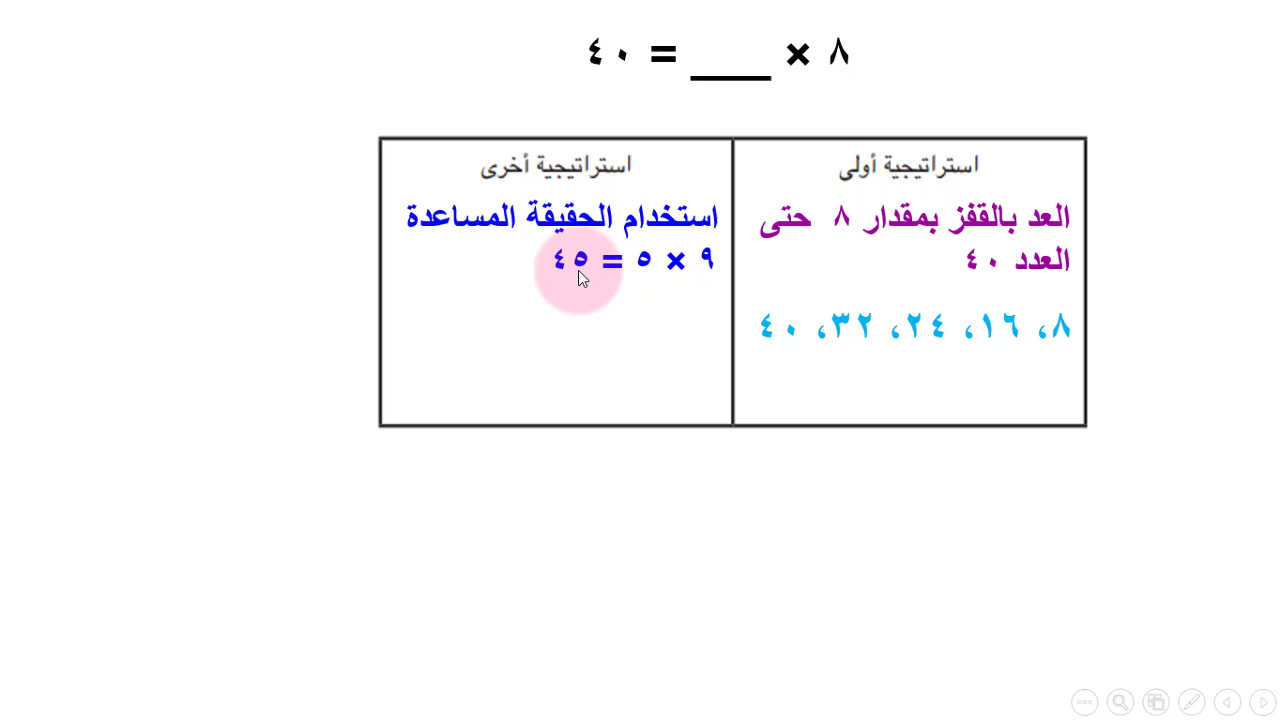 ٨ × ___ = ٤٠
استراتيجية أولى
العد بالقفز بمقدار ٨ حتى
العدد ٤٠
٨، ١٦، ٢٤، ٣٢، ٤٠
استراتيجية أخرى
استخدام الحقيقة المساعدة
٩ × ٥ = ٤٥